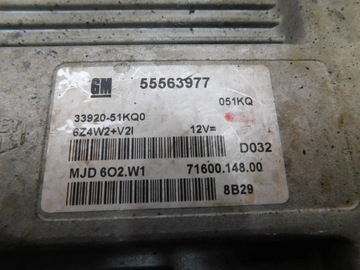 GM 55563977
051KQ
33920-51KQ0
6Z4W2+V2I 12V=
D032
MJD 6O2.W1 71600.148.00
8B29